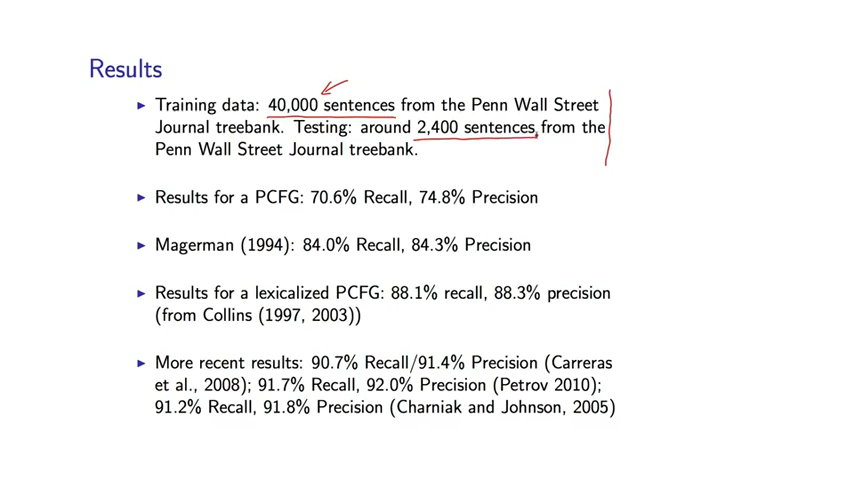 Results
▶ Training data: 40,000 sentences from the Penn Wall Street
Journal treebank. Testing: around 2,400 sentences from the
Penn Wall Street Journal treebank.
▶ Results for a PCFG: 70.6% Recall, 74.8% Precision
▶ Magerman (1994): 84.0% Recall, 84.3% Precision
▶ Results for a lexicalized PCFG: 88.1% recall, 88.3% precision
(from Collins (1997, 2003))
▶ More recent results: 90.7% Recall/91.4% Precision (Carreras
et al., 2008); 91.7% Recall, 92.0% Precision (Petrov 2010);
91.2% Recall, 91.8% Precision (Charniak and Johnson, 2005)